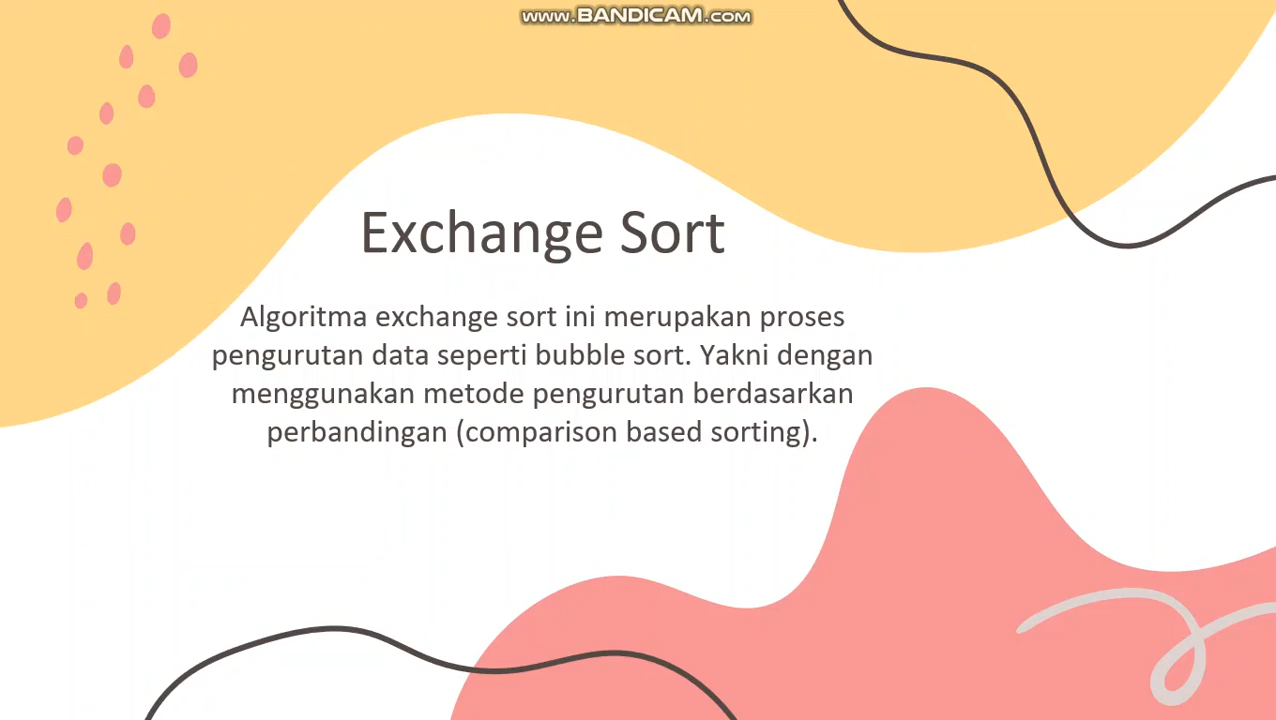 www.BANDICAM.com
Exchange Sort
Algoritma exchange sort ini merupakan proses
pengurutan data seperti bubble sort. Yakni dengan
menggunakan metode pengurutan berdasarkan
perbandingan (comparison based sorting).